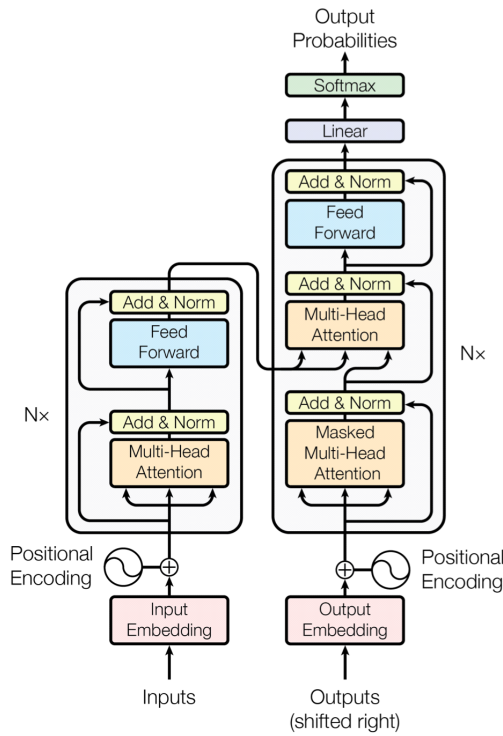 Output
Probabilities
Softmax
Linear
Add & Norm
Feed
Forward
Add & Norm
Multi-Head
Attention
N×
Add & Norm
Masked
Multi-Head
Attention
Add & Norm
Feed
Forward
N×
Add & Norm
Multi-Head
Attention
Positional
Encoding
Positional
Encoding
Input
Embedding
Output
Embedding
Inputs
Outputs
(shifted right)